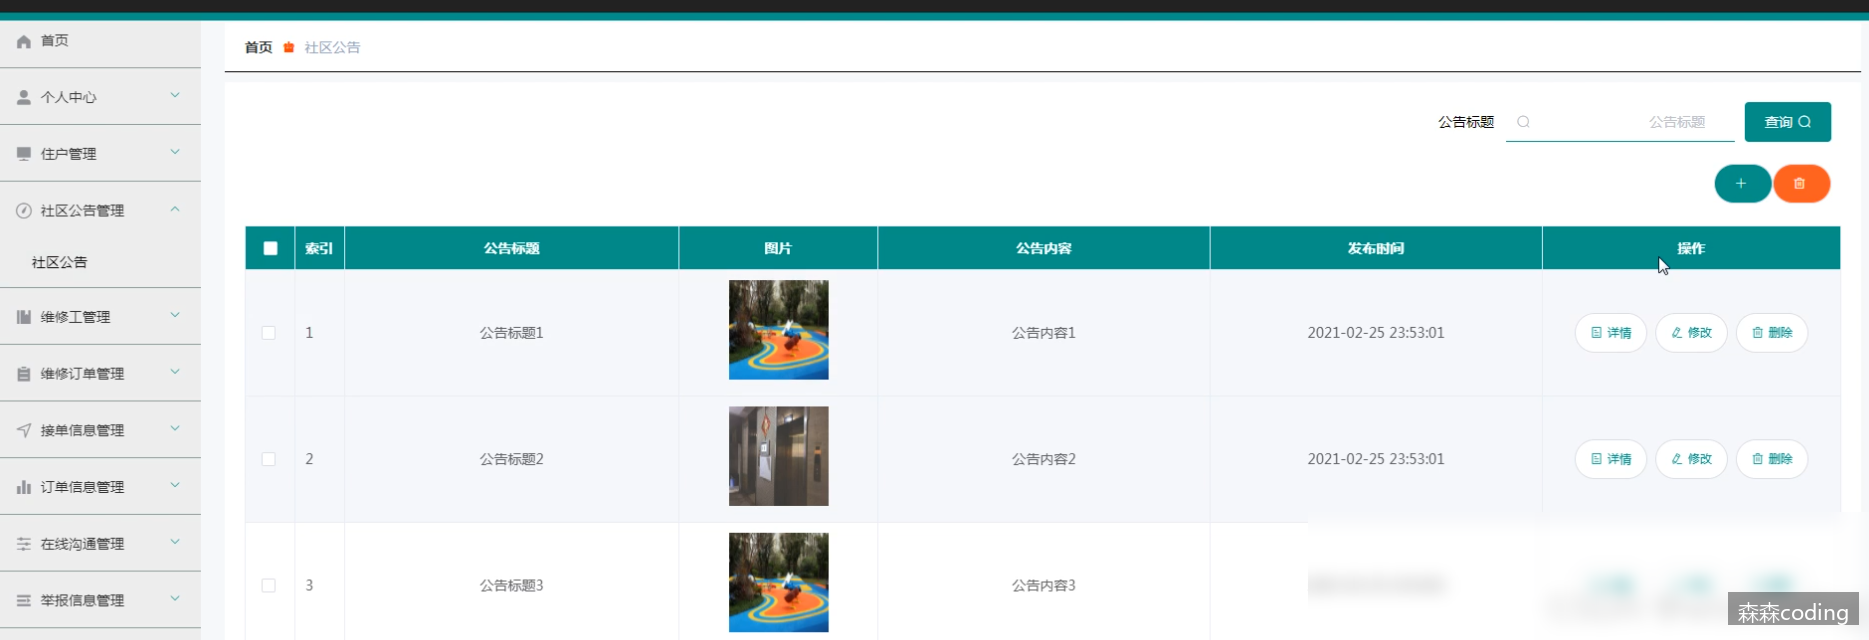 首页
个人中心
住户管理
社区公告管理
社区公告
维修工管理
维修订单管理
接单信息管理
订单信息管理
在线沟通管理
举报信息管理
首页 社区公告
公告标题 公告标题 查询
索引 公告标题 图片 公告内容 发布时间 操作
1 公告标题1 公告内容1 2021-02-25 23:53:01 详情 修改 删除
2 公告标题2 公告内容2 2021-02-25 23:53:01 详情 修改 删除
3 公告标题3 公告内容3
森森coding